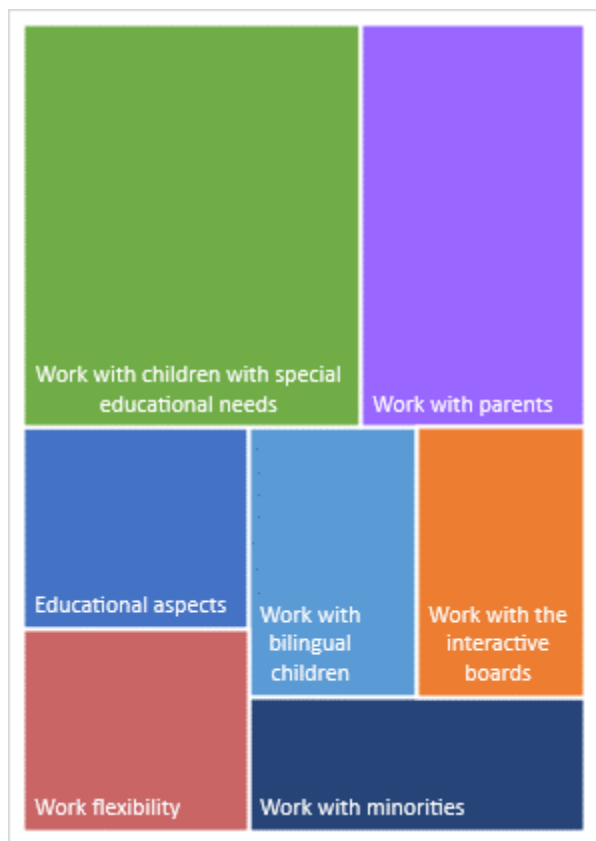 Work with children with special
educational needs
Work with parents
Educational aspects
Work with
bilingual
children
Work with the
interactive
boards
Work flexibility
Work with minorities